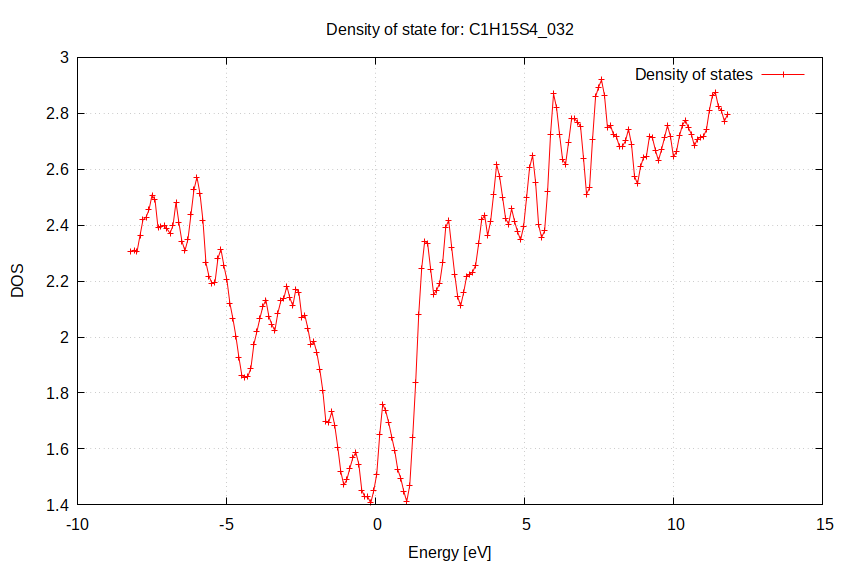 Density of state for: C1H15S4_032
Density of states
3
2.8
2.6
2.4
2.2
2
1.8
1.6
1.4
DOS
-10 -5 0 5 10 15
Energy [eV]